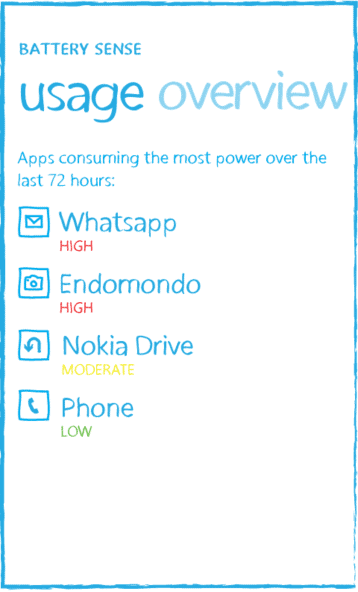 BATTERY SENSE
usage overview
Apps consuming the most power over the
last 72 hours:
Whatsapp
HIGH
Endomondo
HIGH
Nokia Drive
MODERATE
Phone
LOW